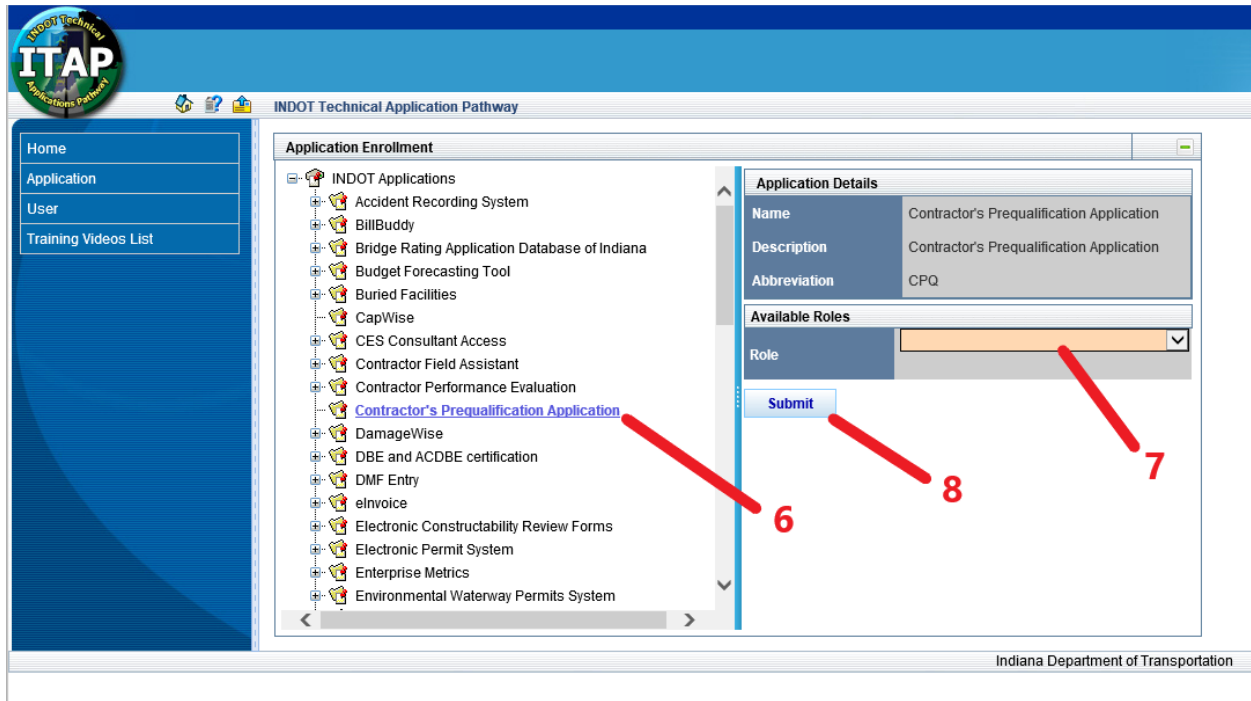 INDOT Technical
ITAP
Applications Pathway
INDOT Technical Application Pathway
Home
Application
User
Training Videos List
Application Enrollment
INDOT Applications
Accident Recording System
BillBuddy
Bridge Rating Application Database of Indiana
Budget Forecasting Tool
Buried Facilities
CapWise
CES Consultant Access
Contractor Field Assistant
Contractor Performance Evaluation
Contractor's Prequalification Application
DamageWise
DBE and ACDBE certification
DMF Entry
eInvoice
Electronic Constructability Review Forms
Electronic Permit System
Enterprise Metrics
Environmental Waterway Permits System
6
Application Details
Name Contractor's Prequalification Application
Description Contractor's Prequalification Application
Abbreviation CPQ
Available Roles
Role
7
Submit
8
Indiana Department of Transportation